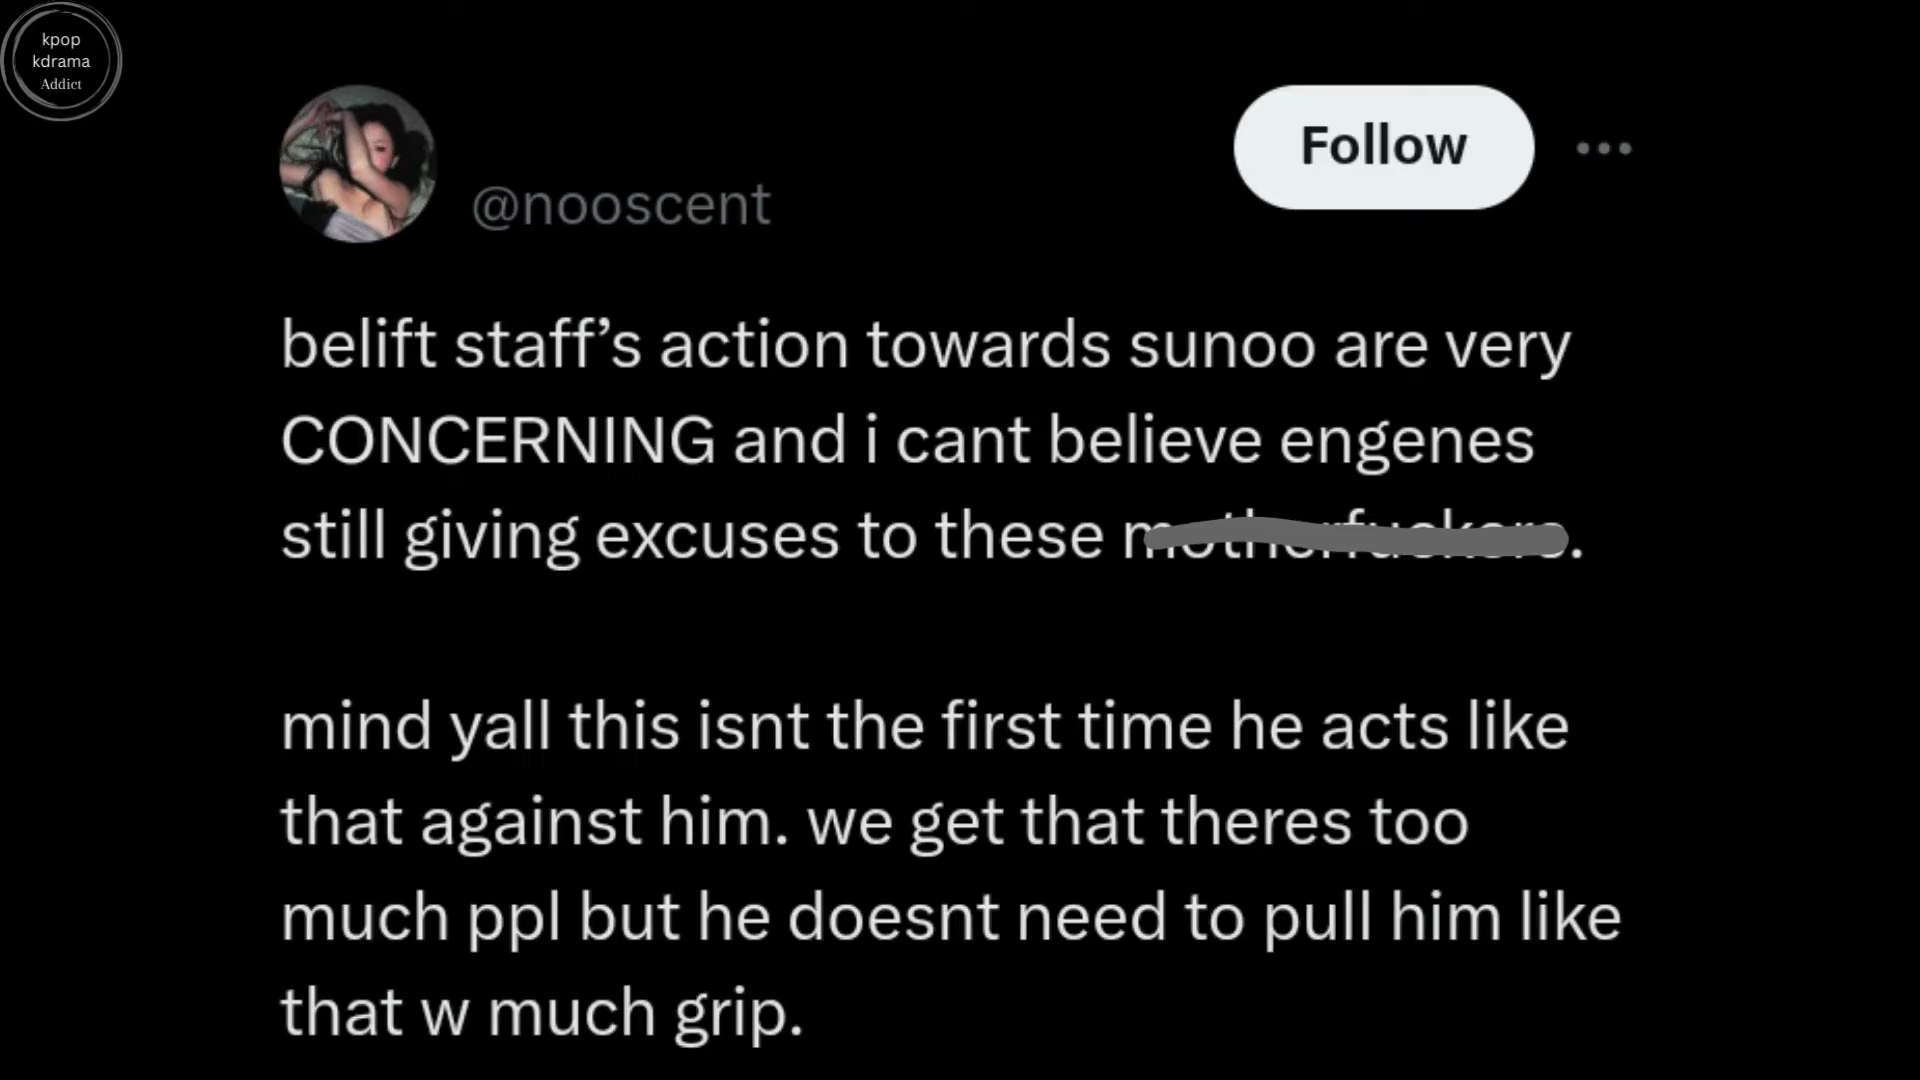 kpop
kdrama
Addict
Follow
@nooscent
belift staff’s action towards sunoo are very
CONCERNING and i cant believe engenes
still giving excuses to these motherfuckers.
mind yall this isnt the first time he acts like
that against him. we get that theres too
much ppl but he doesnt need to pull him like
that w much grip.